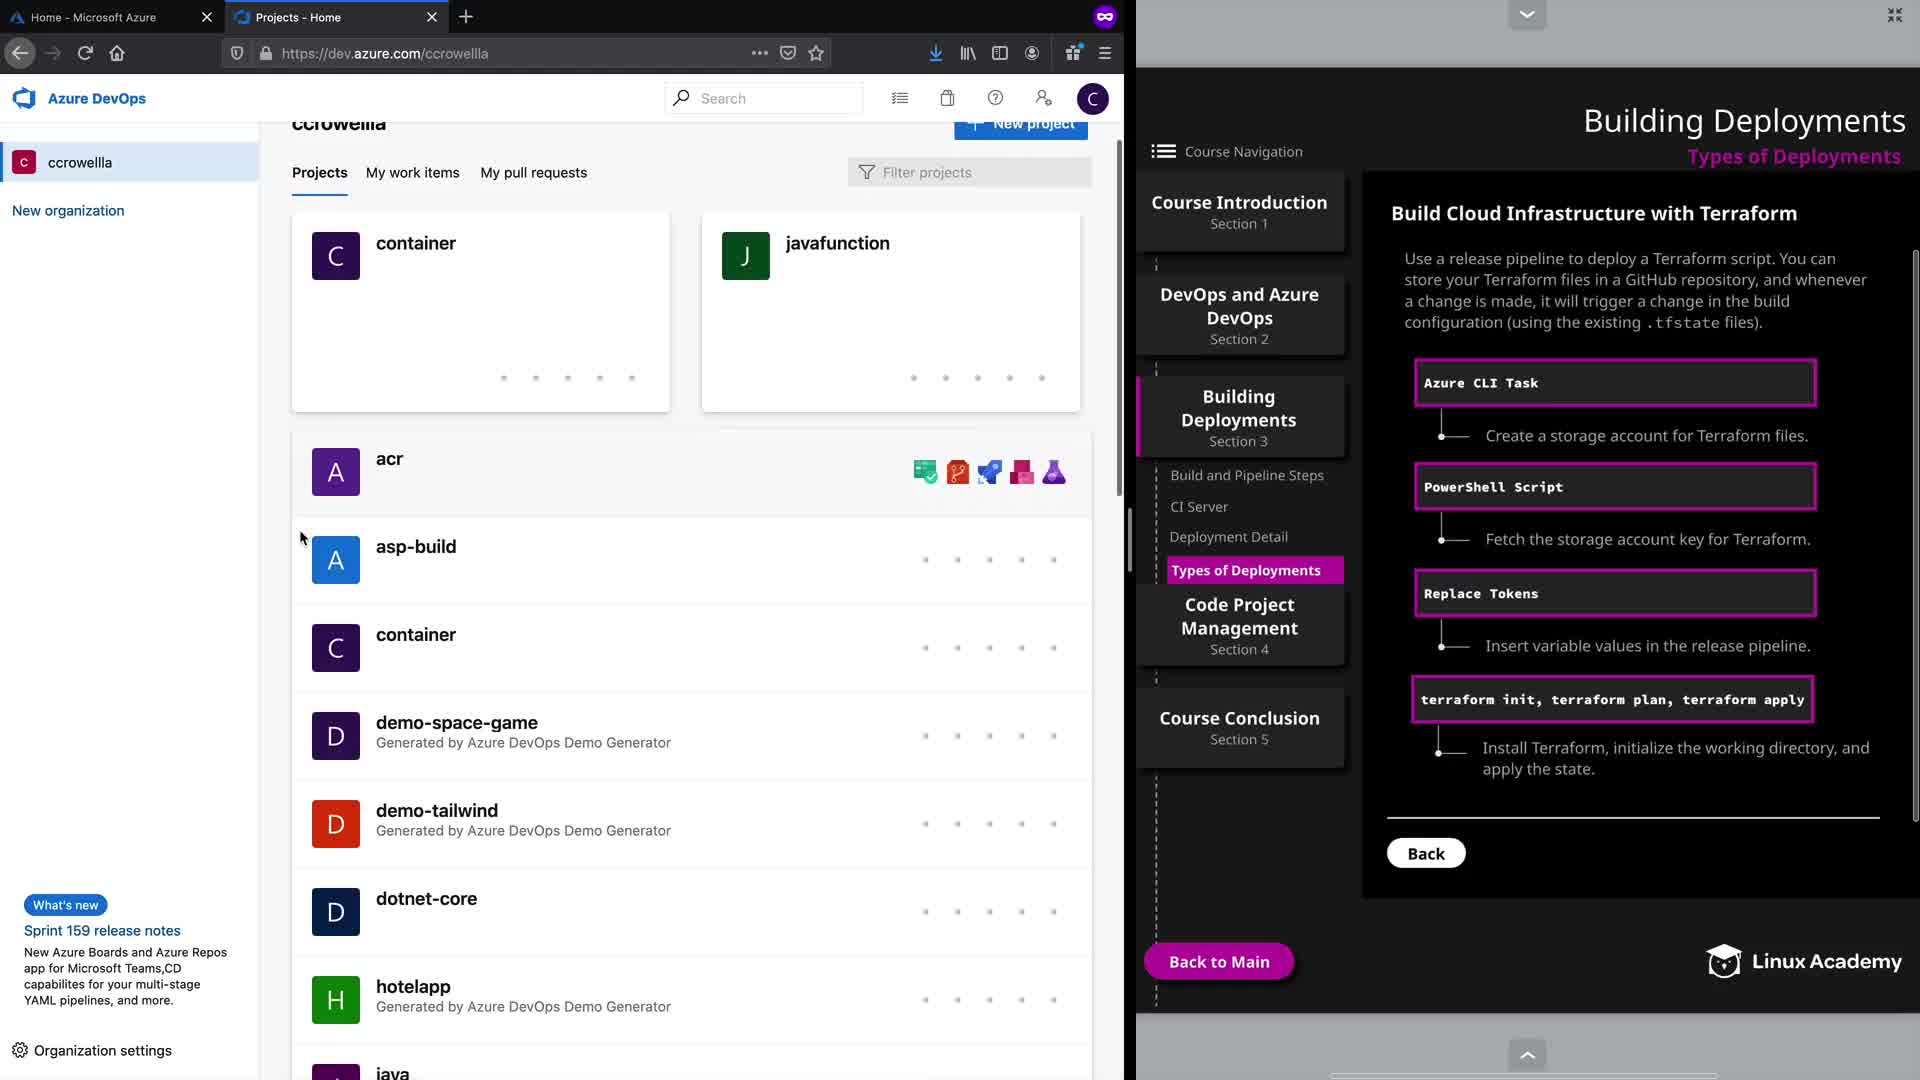 Home - Microsoft Azure
Projects - Home
https://dev.azure.com/ccrowellla
Azure DevOps
Search
C
C
ccrowellla
New organization
ccrowellla
New project
Projects
My work items
My pull requests
Filter projects
C
container
J
javafunction
A
acr
A
asp-build
C
container
D
demo-space-game
Generated by Azure DevOps Demo Generator
D
demo-tailwind
Generated by Azure DevOps Demo Generator
D
dotnet-core
H
hotelapp
Generated by Azure DevOps Demo Generator
java
What's new
Sprint 159 release notes
New Azure Boards and Azure Repos
app for Microsoft Teams,CD
capabilites for your multi-stage
YAML pipelines, and more.
Organization settings
Building Deployments
Types of Deployments
Course Navigation
Course Introduction
Section 1
DevOps and Azure
DevOps
Section 2
Building
Deployments
Section 3
Build and Pipeline Steps
CI Server
Deployment Detail
Types of Deployments
Code Project
Management
Section 4
Course Conclusion
Section 5
Back to Main
Build Cloud Infrastructure with Terraform
Use a release pipeline to deploy a Terraform script. You can
store your Terraform files in a GitHub repository, and whenever
a change is made, it will trigger a change in the build
configuration (using the existing .tfstate files).
Azure CLI Task
Create a storage account for Terraform files.
PowerShell Script
Fetch the storage account key for Terraform.
Replace Tokens
Insert variable values in the release pipeline.
terraform init, terraform plan, terraform apply
Install Terraform, initialize the working directory, and
apply the state.
Back
Linux Academy